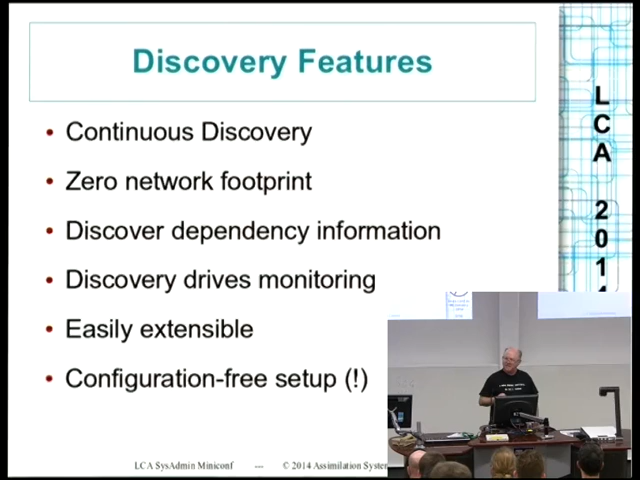 Discovery Features
• Continuous Discovery
• Zero network footprint
• Discover dependency information
• Discovery drives monitoring
• Easily extensible
• Configuration-free setup (!)
LCA SysAdmin Miniconf --- © 2014 Assimilation System
LCA 201